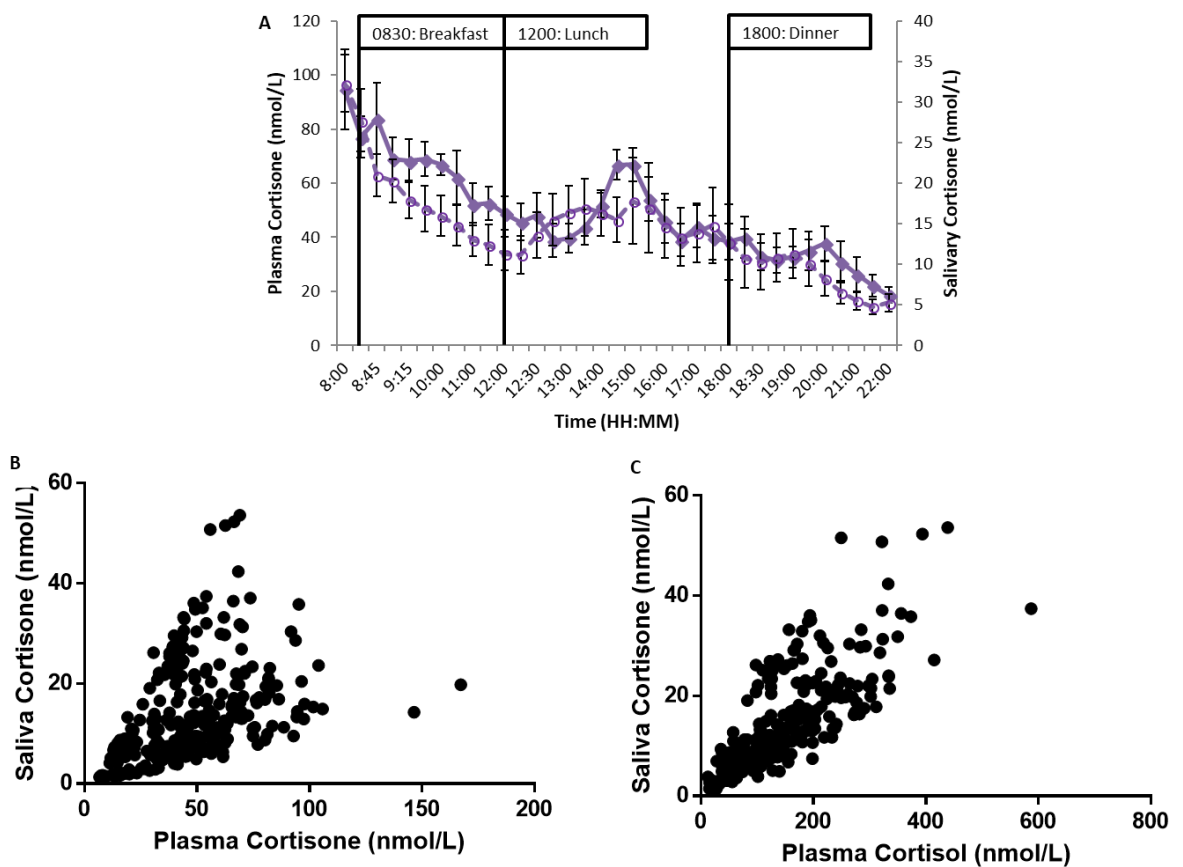 A
0830: Breakfast
1200: Lunch
1800: Dinner
Plasma Cortisone (nmol/L)
120
100
80
60
40
20
0
Salivary Cortisone (nmol/L)
40
35
30
25
20
15
10
5
0
8:00 8:45 9:15 10:00 11:00 12:00 12:30 13:00 14:00 15:00 16:00 17:00 18:00 18:30 19:00 20:00 21:00 22:00
Time (HH:MM)
B
Saliva Cortisone (nmol/L)
60
40
20
0
0 50 100 150 200
Plasma Cortisone (nmol/L)
C
Saliva Cortisone (nmol/L)
60
40
20
0
0 200 400 600 800
Plasma Cortisol (nmol/L)